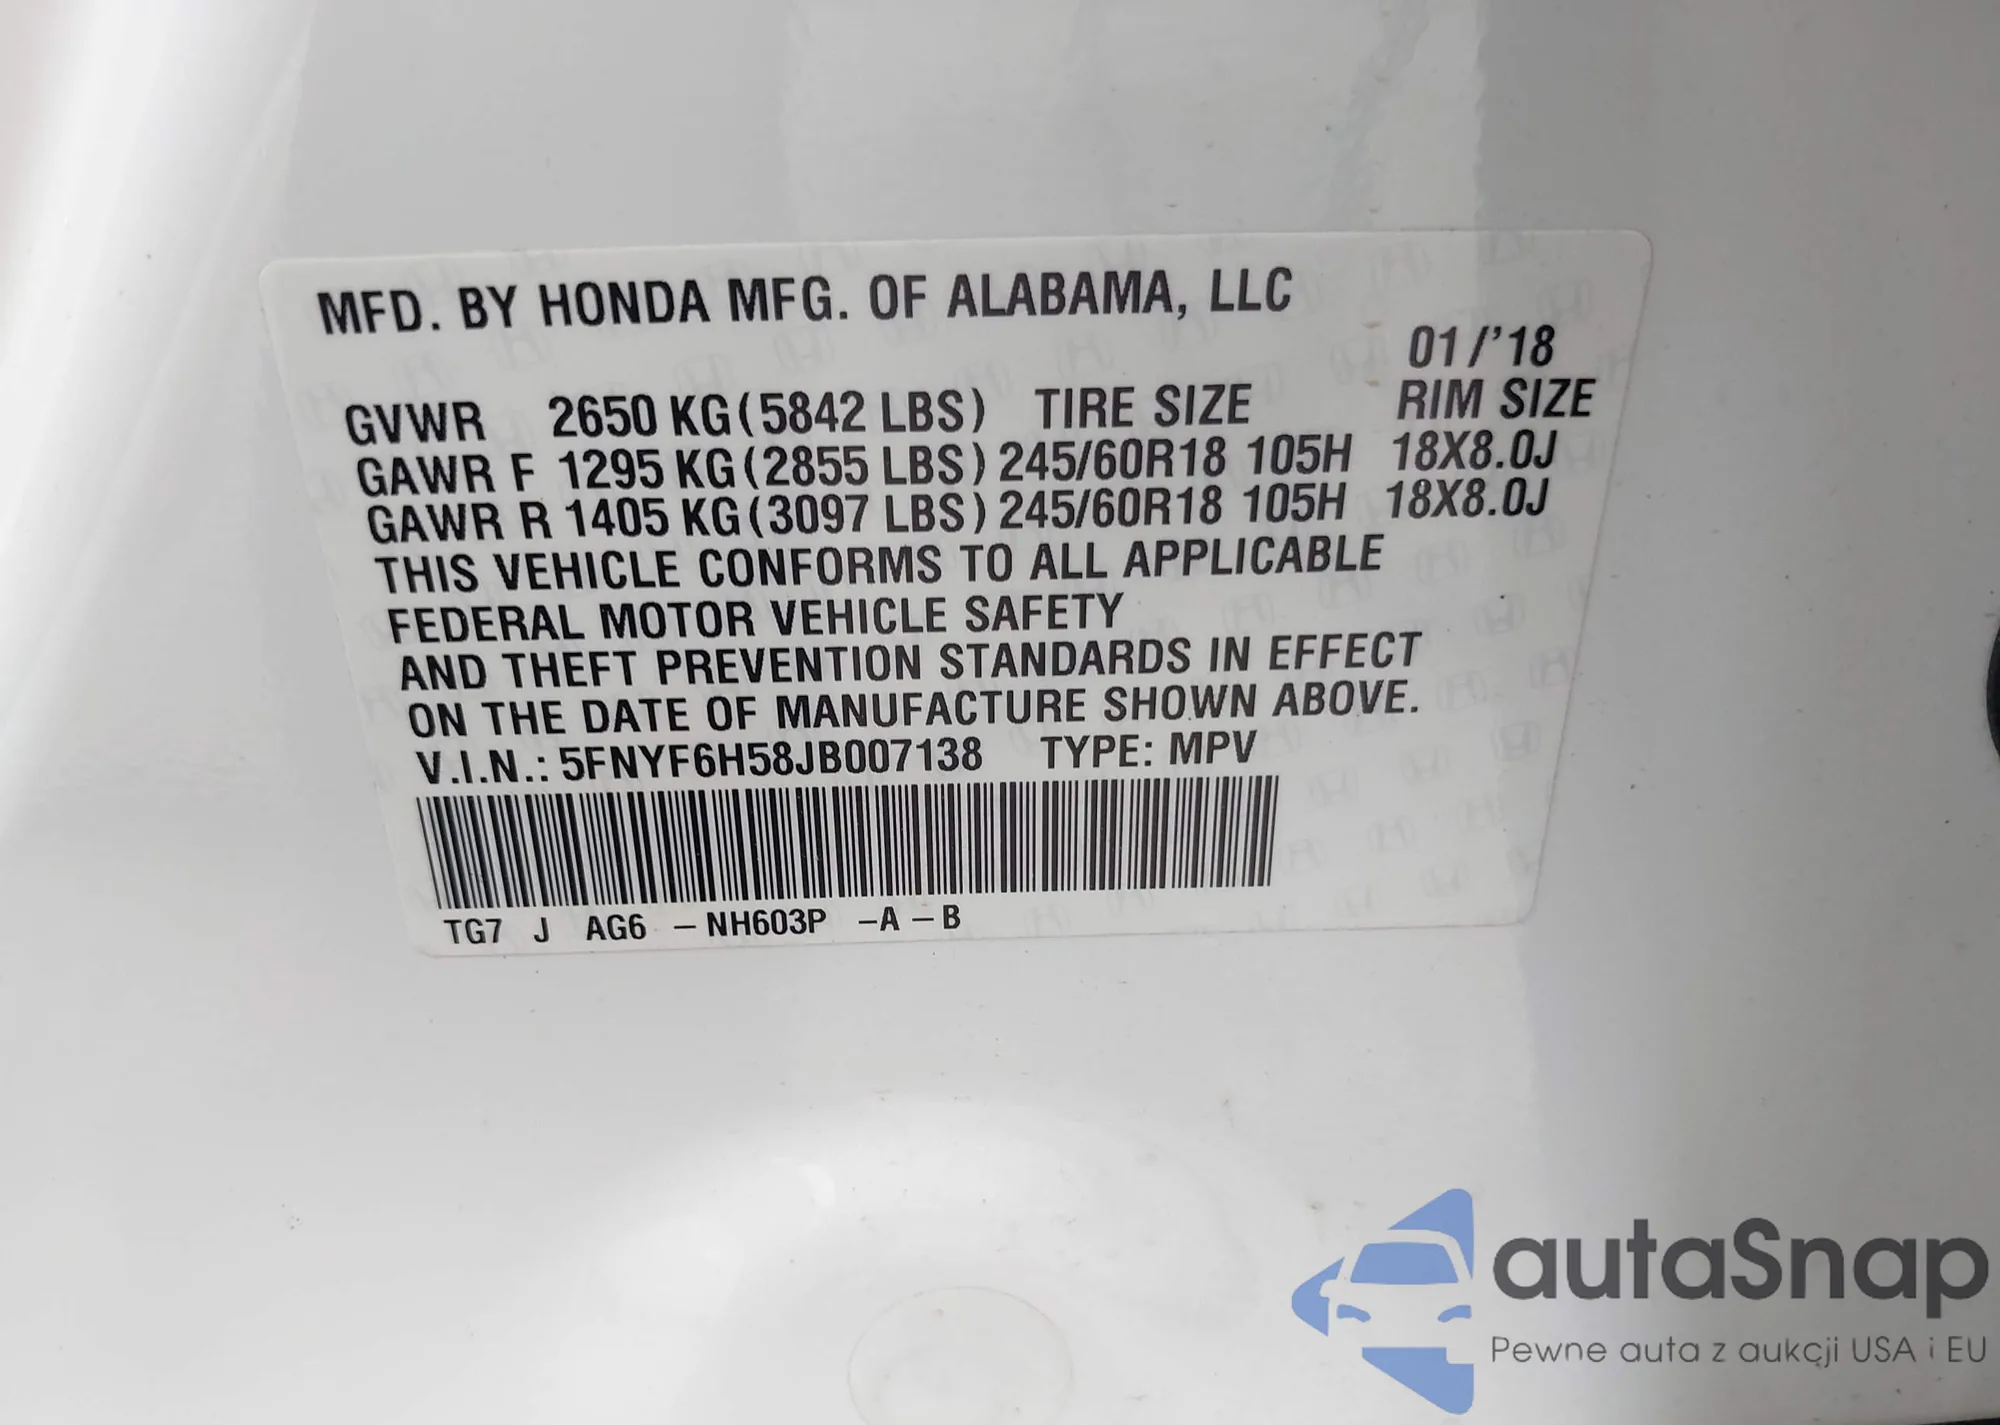 MFD. BY HONDA MFG. OF ALABAMA, LLC
01/'18
GVWR 2650 KG(5842 LBS) TIRE SIZE RIM SIZE
GAWR F 1295 KG(2855 LBS) 245/60R18 105H 18X8.0J
GAWR R 1405 KG(3097 LBS) 245/60R18 105H 18X8.0J
THIS VEHICLE CONFORMS TO ALL APPLICABLE
FEDERAL MOTOR VEHICLE SAFETY
AND THEFT PREVENTION STANDARDS IN EFFECT
ON THE DATE OF MANUFACTURE SHOWN ABOVE.
V.I.N.: 5FNYF6H58JB007138 TYPE: MPV
TG7 J AG6 – NH603P –A – B
autaSnap
Pewne auta z aukcji USA i EU